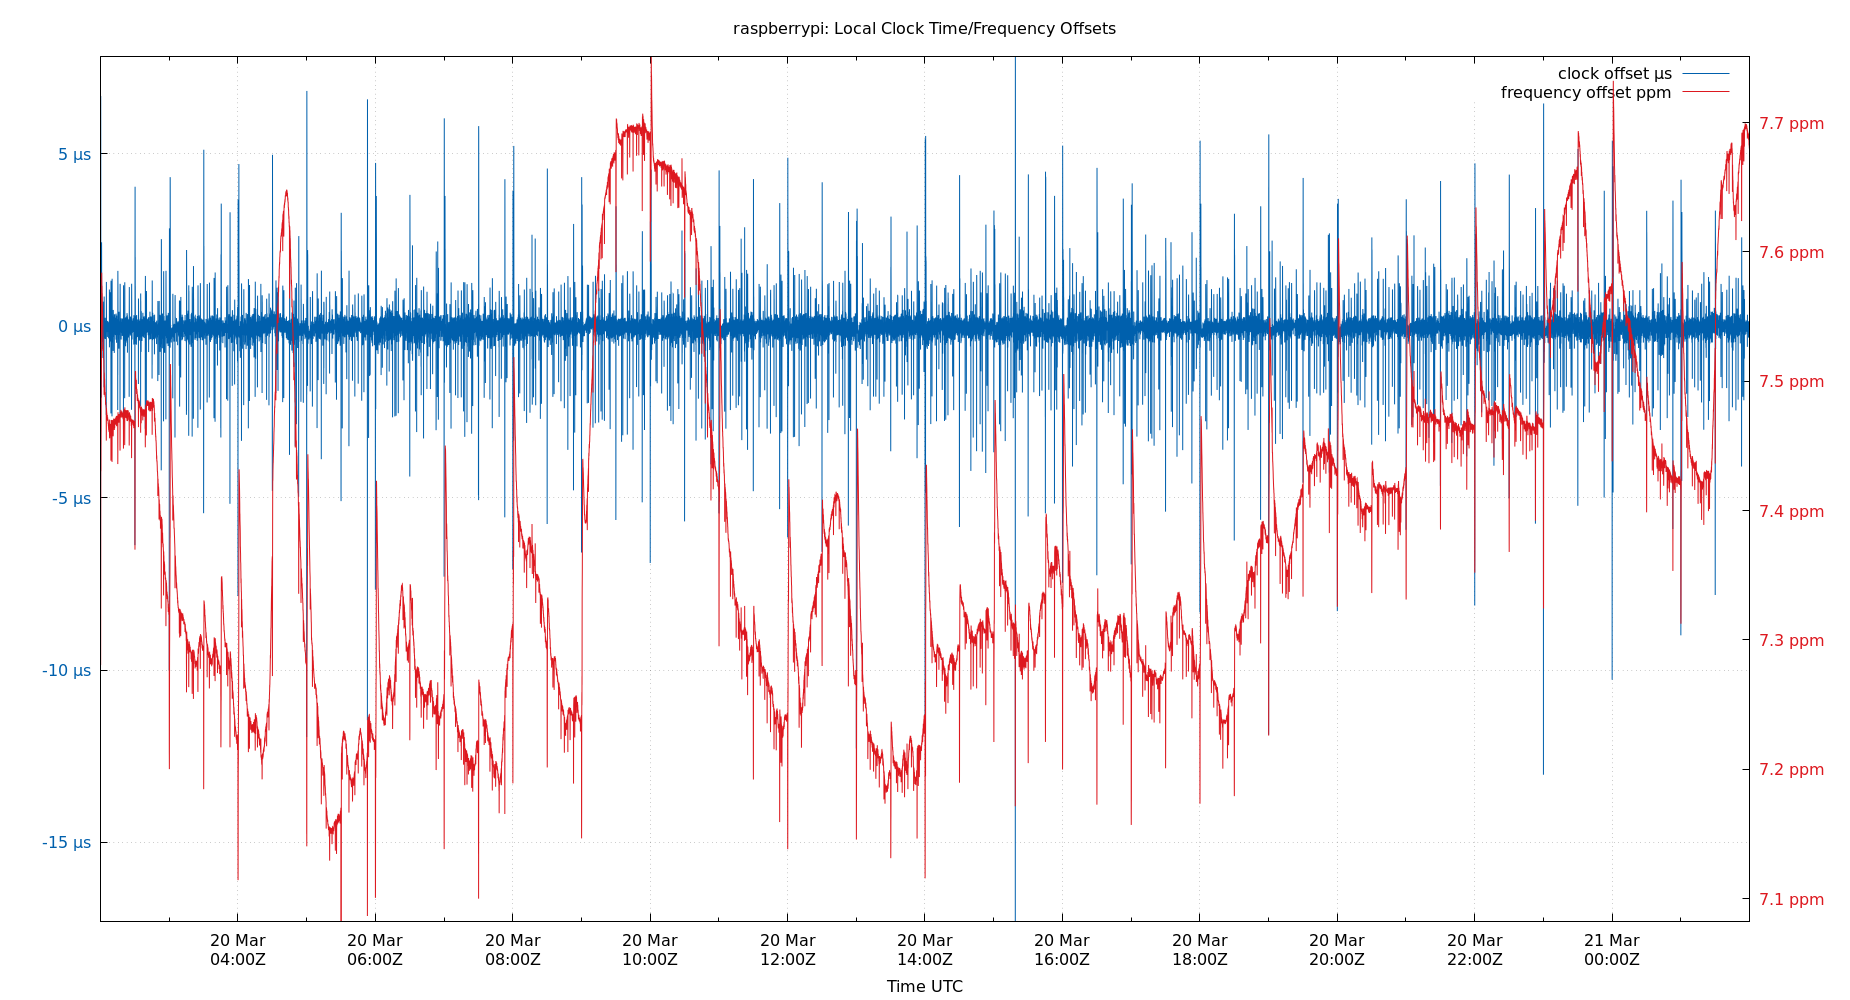 raspberrypi: Local Clock Time/Frequency Offsets
clock offset µs
frequency offset ppm
5 µs
0 µs
-5 µs
-10 µs
-15 µs
7.7 ppm
7.6 ppm
7.5 ppm
7.4 ppm
7.3 ppm
7.2 ppm
7.1 ppm
20 Mar 20 Mar 20 Mar 20 Mar 20 Mar 20 Mar 20 Mar 20 Mar 20 Mar 20 Mar 21 Mar
04:00Z 06:00Z 08:00Z 10:00Z 12:00Z 14:00Z 16:00Z 18:00Z 20:00Z 22:00Z 00:00Z
Time UTC